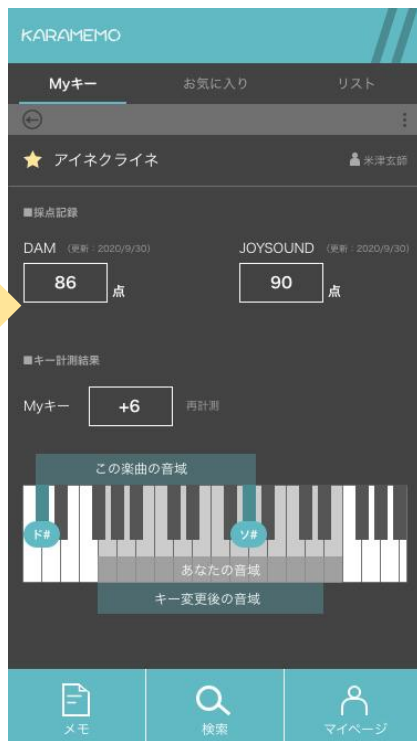 KARAMEMO
Myキー お気に入り リスト
アイネクライネ 米津玄師
■採点記録
DAM (更新:2020/9/30) JOYSOUND (更新:2020/9/30)
86 点 90 点
■キー計測結果
Myキー +6 再計測
この楽曲の音域
ド# ソ#
あなたの音域
キー変更後の音域
メモ 検索 マイページ